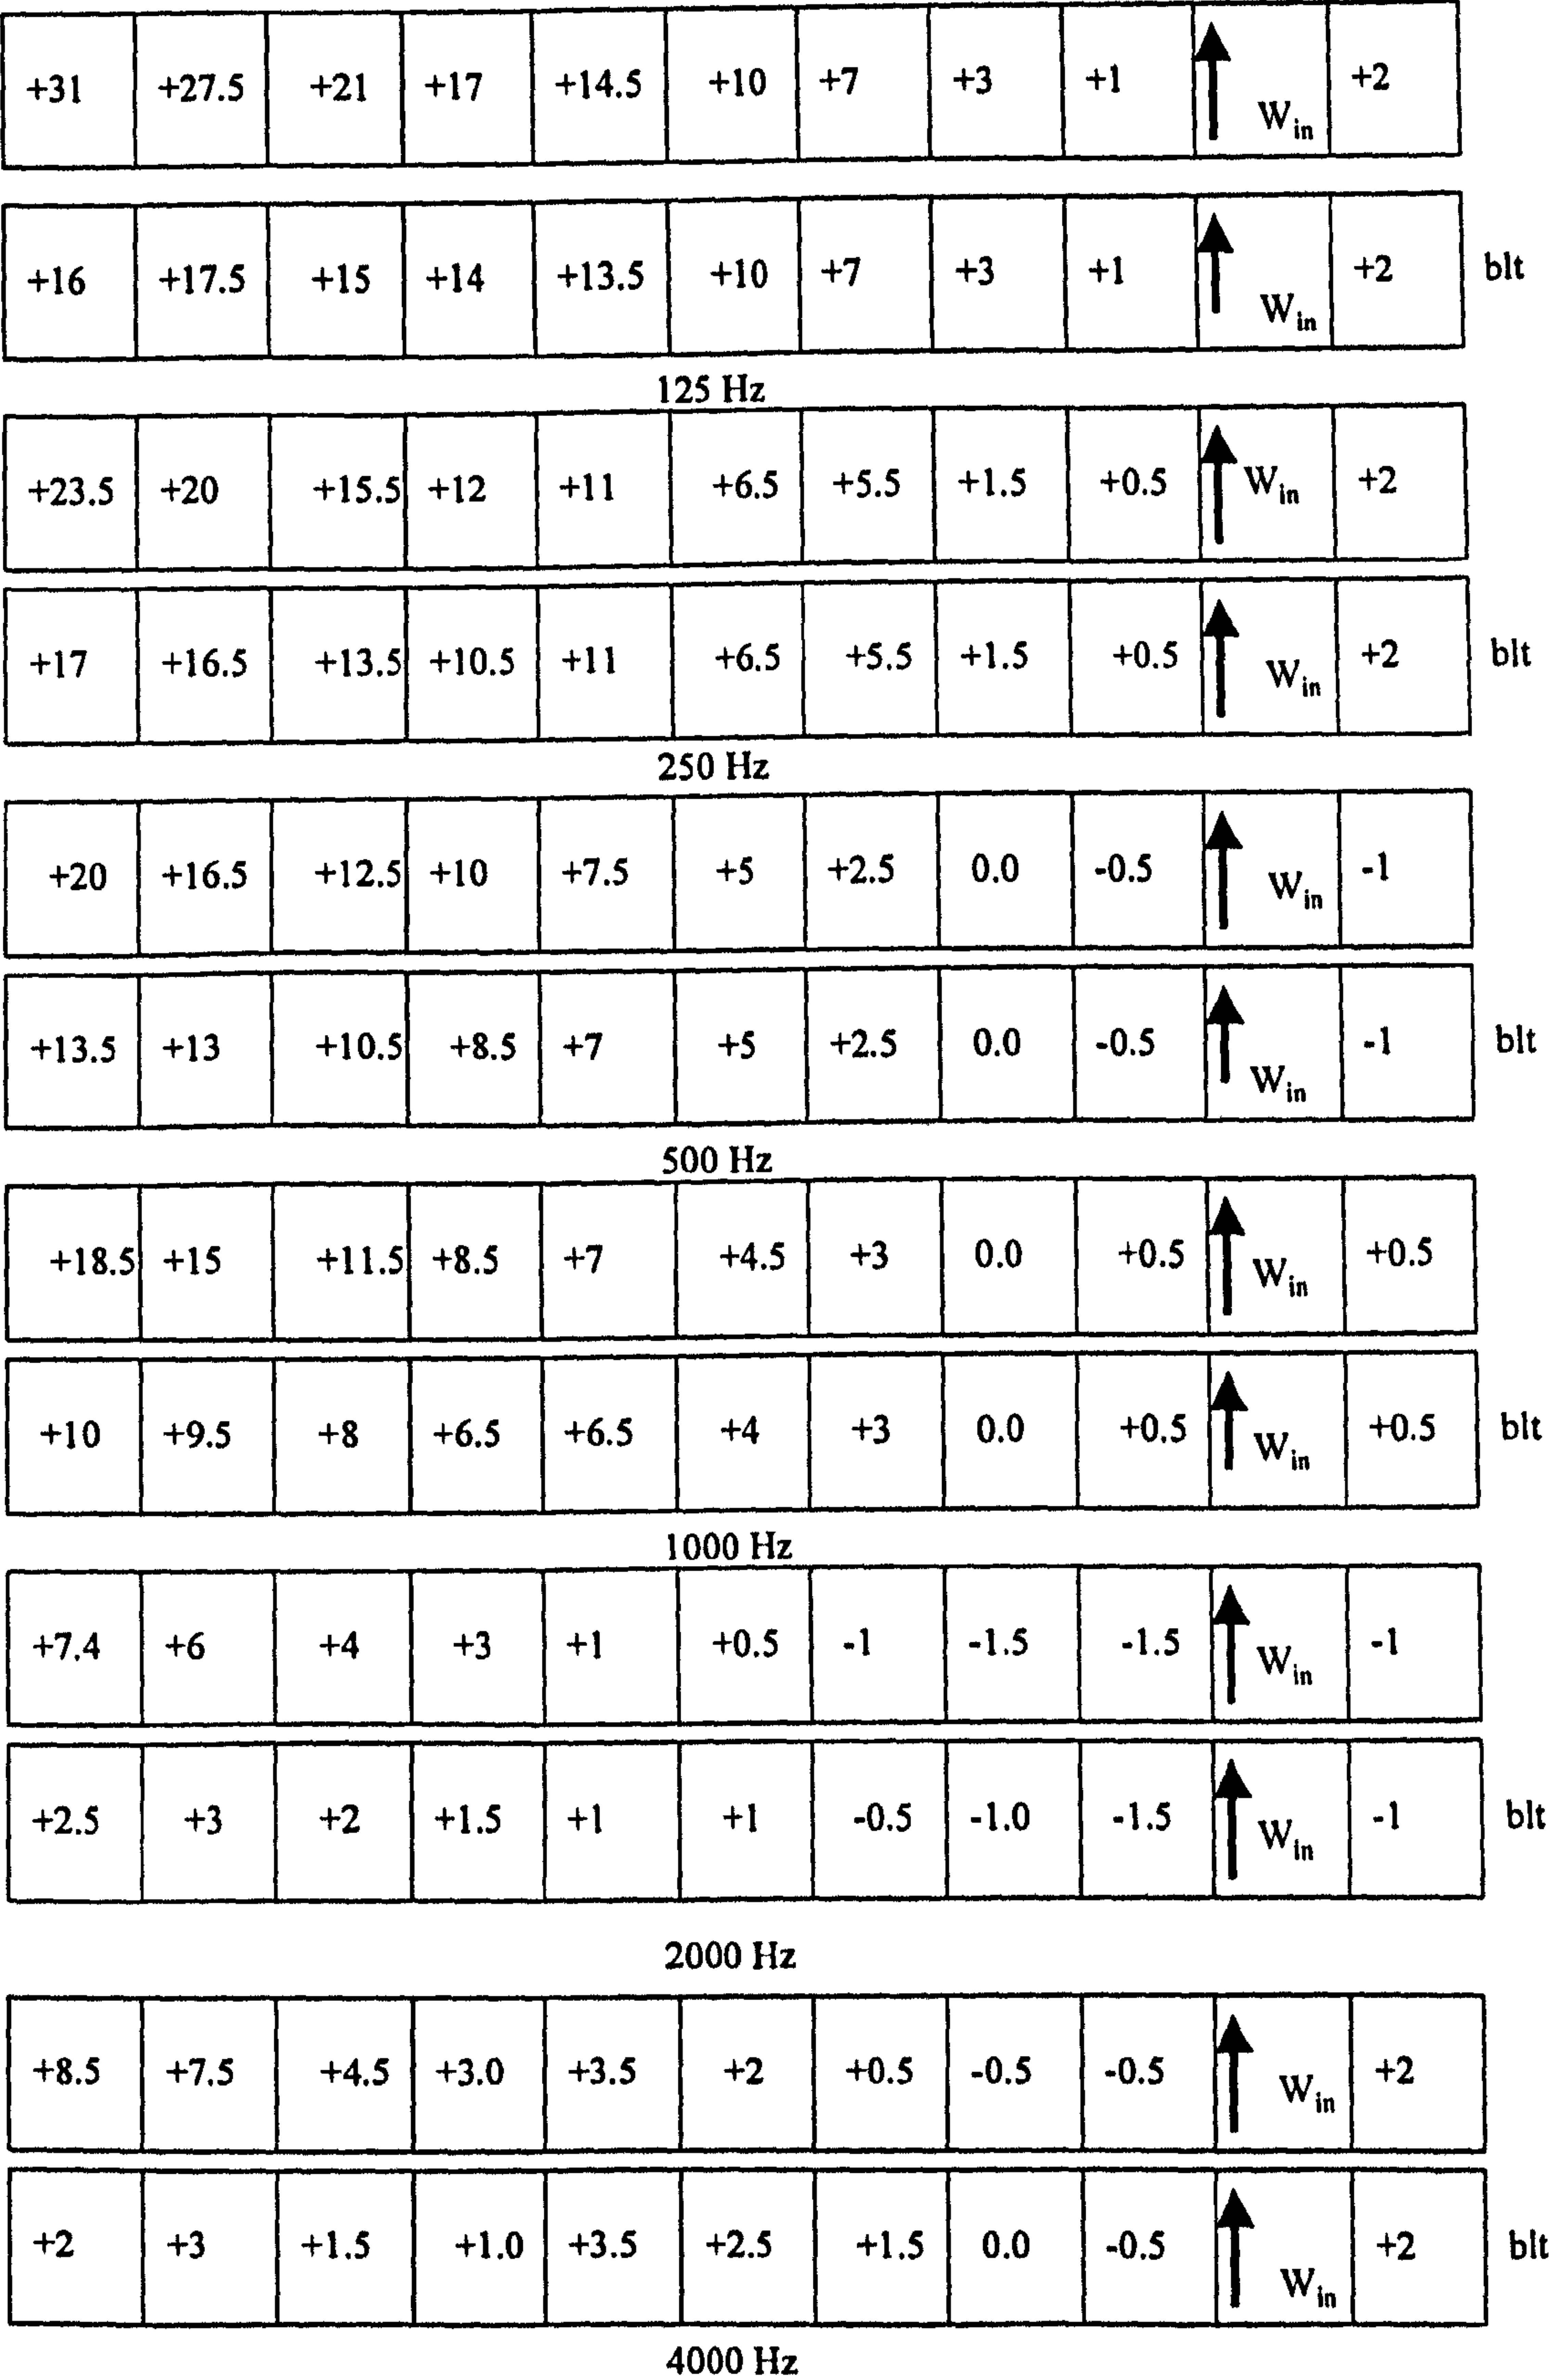 +31 +27.5 +21 +17 +14.5 +10 +7 +3 +1 Win +2
+16 +17.5 +15 +14 +13.5 +10 +7 +3 +1 Win +2 blt
125 Hz
+23.5 +20 +15.5 +12 +11 +6.5 +5.5 +1.5 +0.5 Win +2
+17 +16.5 +13.5 +10.5 +11 +6.5 +5.5 +1.5 +0.5 Win +2 blt
250 Hz
+20 +16.5 +12.5 +10 +7.5 +5 +2.5 0.0 -0.5 Win -1
+13.5 +13 +10.5 +8.5 +7 +5 +2.5 0.0 -0.5 Win -1 blt
500 Hz
+18.5 +15 +11.5 +8.5 +7 +4.5 +3 0.0 +0.5 Win +0.5
+10 +9.5 +8 +6.5 +6.5 +4 +3 0.0 +0.5 Win +0.5 blt
1000 Hz
+7.4 +6 +4 +3 +1 +0.5 -1 -1.5 -1.5 Win -1
+2.5 +3 +2 +1.5 +1 +1 -0.5 -1.0 -1.5 Win -1 blt
2000 Hz
+8.5 +7.5 +4.5 +3.0 +3.5 +2 +0.5 -0.5 -0.5 Win +2
+2 +3 +1.5 +1.0 +3.5 +2.5 +1.5 0.0 -0.5 Win +2 blt
4000 Hz